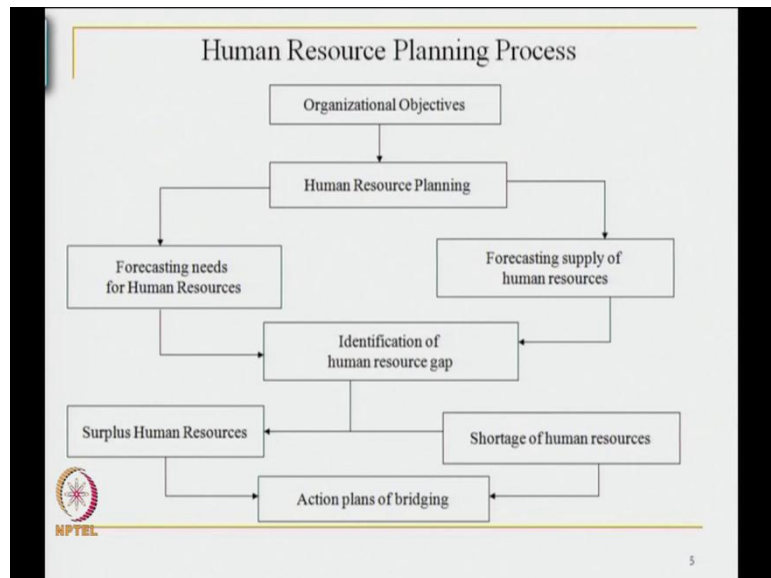 Human Resource Planning Process
Organizational Objectives
Human Resource Planning
Forecasting needs
for Human Resources
Forecasting supply of
human resources
Identification of
human resource gap
Surplus Human Resources
Shortage of human resources
Action plans of bridging
NPTEL
5